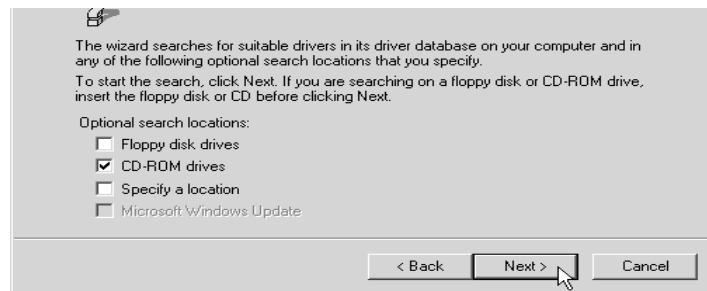 The wizard searches for suitable drivers in its driver database on your computer and in
any of the following optional search locations that you specify.
To start the search, click Next. If you are searching on a floppy disk or CD-ROM drive,
insert the floppy disk or CD before clicking Next.
Optional search locations:
Floppy disk drives
CD-ROM drives
Specify a location
Microsoft Windows Update
< Back Next > Cancel